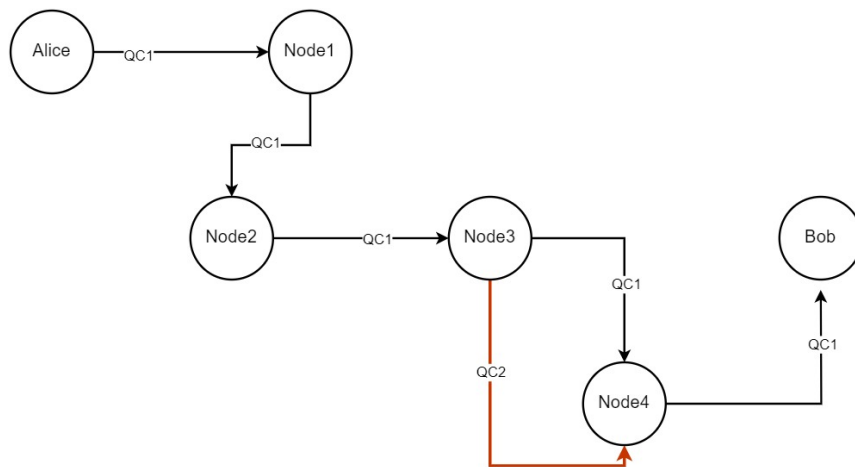 Alice
QC1
Node1
QC1
Node2
QC1
Node3
Bob
QC1
QC1
QC2
Node4